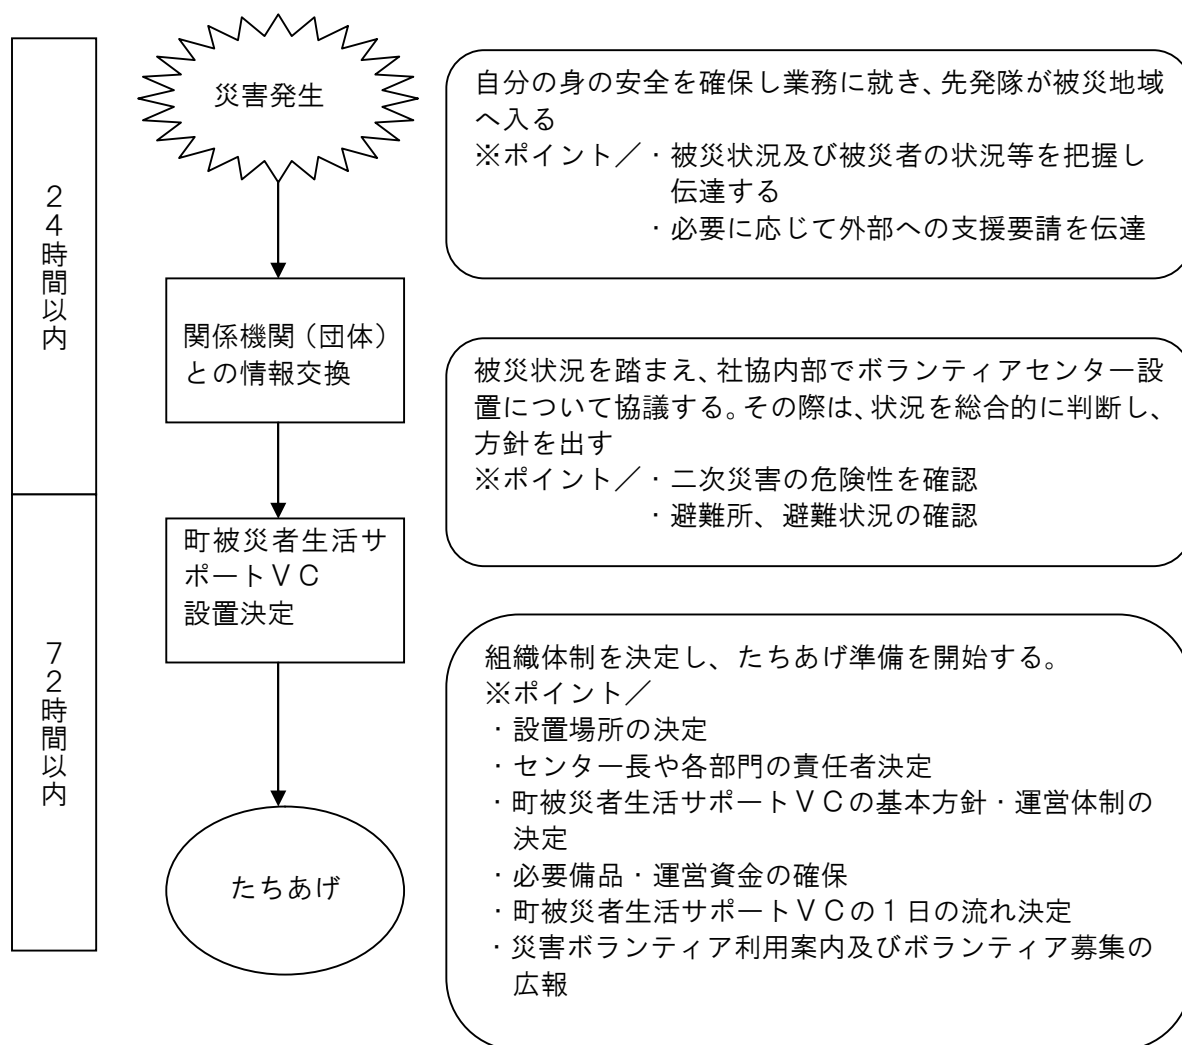 24時間以内
72時間以内
災害発生
関係機関（団体）
との情報交換
町被災者生活サ
ポートＶＣ
設置決定
たちあげ
自分の身の安全を確保し業務に就き、先発隊が被災地域
へ入る
※ポイント／・被災状況及び被災者の状況等を把握し
伝達する
・必要に応じて外部への支援要請を伝達
被災状況を踏まえ、社協内部でボランティアセンター設
置について協議する。その際は、状況を総合的に判断し、
方針を出す
※ポイント／・二次災害の危険性を確認
・避難所、避難状況の確認
組織体制を決定し、たちあげ準備を開始する。
※ポイント／
・設置場所の決定
・センター長や各部門の責任者決定
・町被災者生活サポートＶＣの基本方針・運営体制の
決定
・必要備品・運営資金の確保
・町被災者生活サポートＶＣの１日の流れ決定
・災害ボランティア利用案内及びボランティア募集の
広報